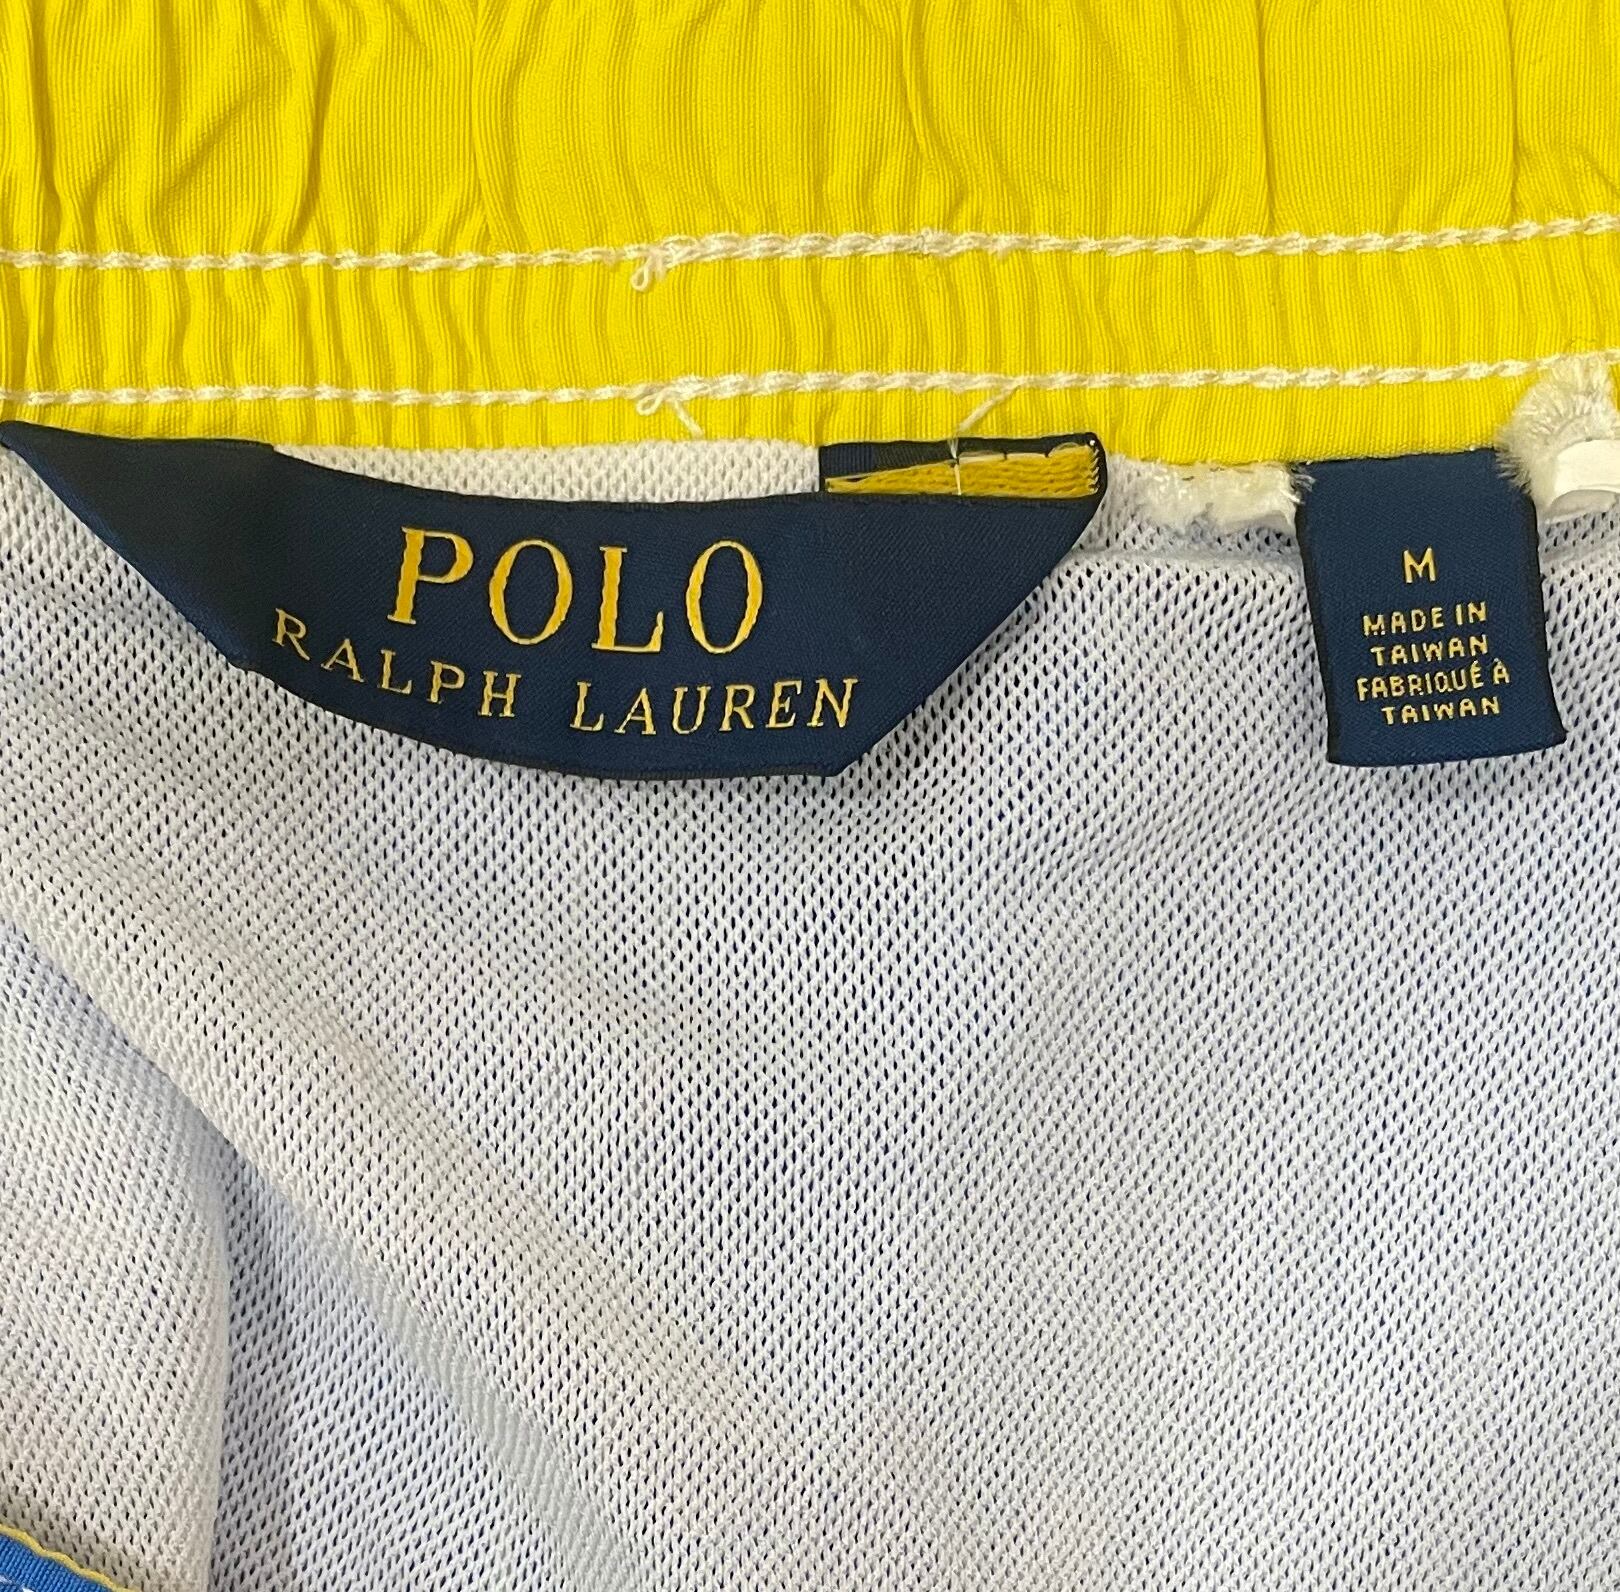 POLO
RALPH LAUREN
M
MADE IN
TAIWAN
FABRIQUÉ À
TAIWAN